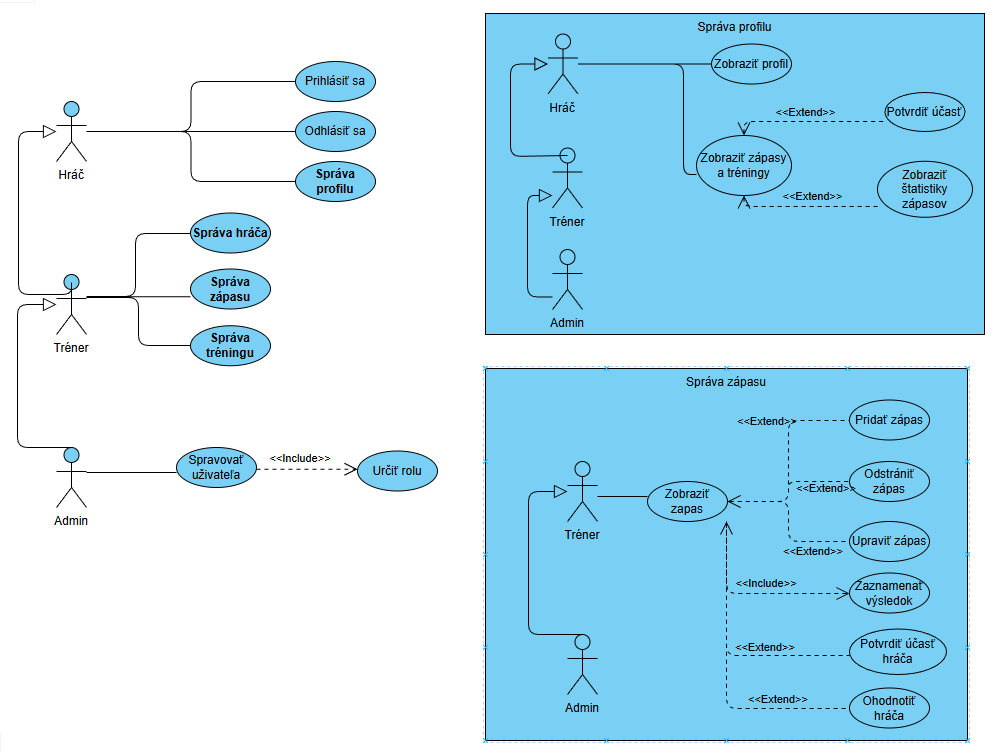 Prihlásiť sa
Odhlásiť sa
Správa
profilu
Hráč
Správa hráča
Správa
zápasu
Správa
tréningu
Tréner
Spravovať
uživateľa
<<Include>>
Určiť rolu
Admin
Správa profilu
Hráč
Zobraziť profil
<<Extend>>
Potvrdiť účasť
Zobraziť zápasy
a tréningy
<<Extend>>
Zobraziť
štatistiky
zápasov
Tréner
Admin
Správa zápasu
<<Extend>>
Pridať zápas
<<Extend>>
Odstrániť
zápas
Zobraziť
zapas
Tréner
<<Extend>>
Upraviť zápas
<<Include>>
Zaznamenať
výsledok
<<Extend>>
Potvrdiť účasť
hráča
<<Extend>>
Ohodnotiť
hráča
Admin